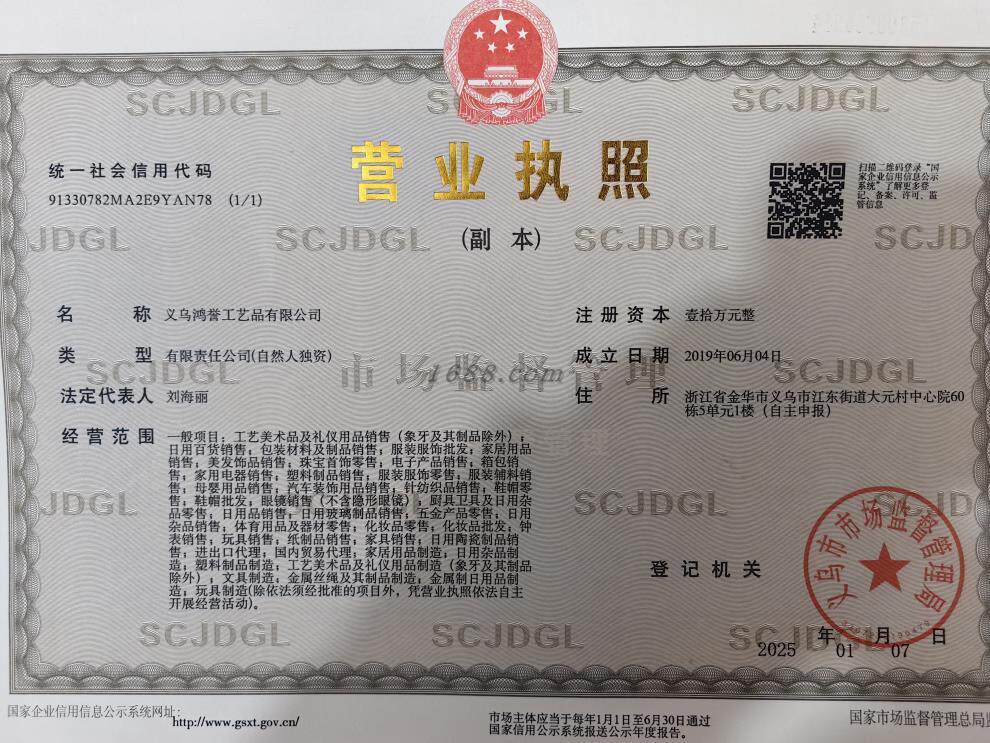 SCJDGL
SCJDGL
营业执照
(副 本)
统一社会信用代码
91330782MA2E9YAN78 (1/1)
扫描二维码登录“国
家企业信用信息公示
系统”了解更多登
记、备案、许可、监
管信息
JDGL SCJDGL SCJDGL SCJD
名 称 义乌鸿誉工艺品有限公司
类 型 有限责任公司(自然人独资)
法定代表人 刘海丽
注册资本 壹拾万元整
成立日期 2019年06月04日
住 所 浙江省金华市义乌市江东街道大元村中心院60
栋5单元1楼（自主申报）
SCJDGL 市场监督管理 SCJDGL
1688.com
经营范围 一般项目：工艺美术品及礼仪用品销售（象牙及其制品除外）；
日用百货销售；包装材料及制品销售；服装服饰批发；家居用品
销售；美发饰品销售；珠宝首饰零售；电子产品销售；箱包销
售；家用电器销售；塑料制品销售；服装服饰零售；服装辅料销
售；母婴用品销售；汽车装饰用品销售；针纺织品销售；鞋帽零
售；鞋帽批发；眼镜销售（不含隐形眼镜）；厨具卫具及日用杂
品零售；日用品销售；日用玻璃制品销售；五金产品零售；日用
杂品销售；体育用品及器材零售；化妆品零售；化妆品批发；钟
表销售；玩具销售；纸制品销售；家具销售；日用陶瓷制品销
售；进出口代理；国内贸易代理；家居用品制造；日用杂品制
造；塑料制品制造；工艺美术品及礼仪用品制造（象牙及其制品
除外）；文具制造；金属丝绳及其制品制造；金属制日用品制
造；玩具制造(除依法须经批准的项目外，凭营业执照依法自主
开展经营活动)。
JDGL SCJDGL SCJDGL
登记机关
义乌市市场监督管理局
2025 年 01 月 07 日
SCJDGL SCJDGL
国家企业信用信息公示系统网址：
http://www.gsxt.gov.cn/
市场主体应当于每年1月1日至6月30日通过
国家信用公示系统报送公示年度报告。
国家市场监督管理总局监